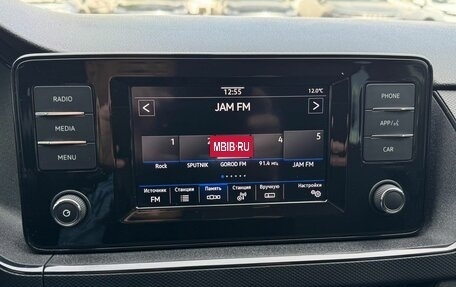 RADIO
MEDIA
MENU
12:55
12.0°C
JAM FM
1
2
4
5
MBIB·RU
Rock
SPUTNIK
GOROD FM
91.4 МГц
JAM FM
Источник
Станции
Память
Станция
Вручную
Настройки
FM
PHONE
APP/
CAR